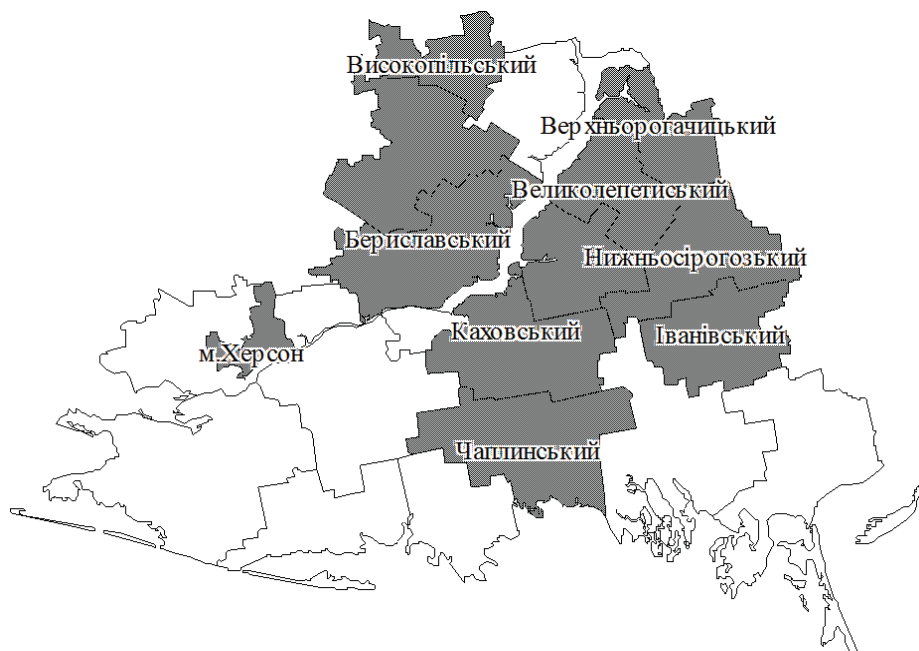 Високопільський
Верхньорогачицький
Великолепетиський
Бериславський
Нижньосірогозький
Каховський
Іванівський
м.Херсон
Чаплинський